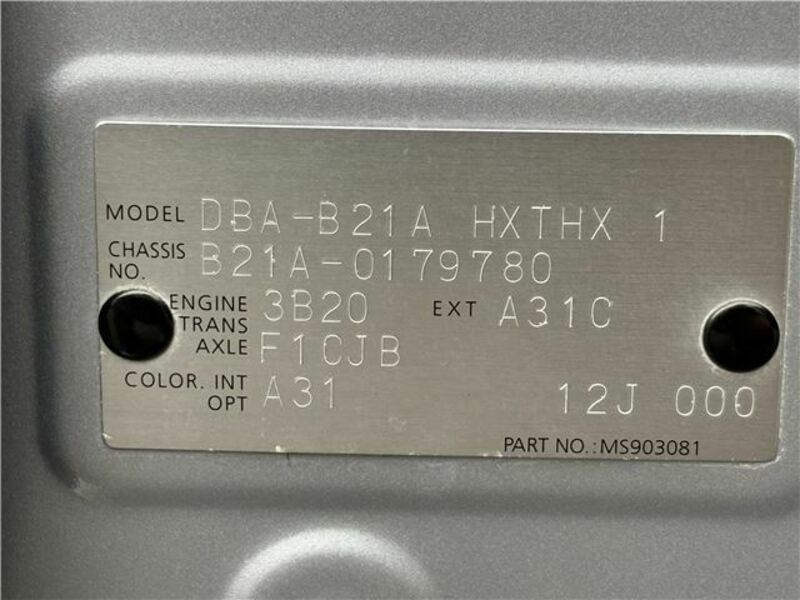 MODEL DBA-B21A HXTHX 1
CHASSIS NO. B21A-0179780
ENGINE 3B20 EXT A31C
TRANS AXLE F1CJB
COLOR. INT OPT A31 12J 000
PART NO.:MS903081